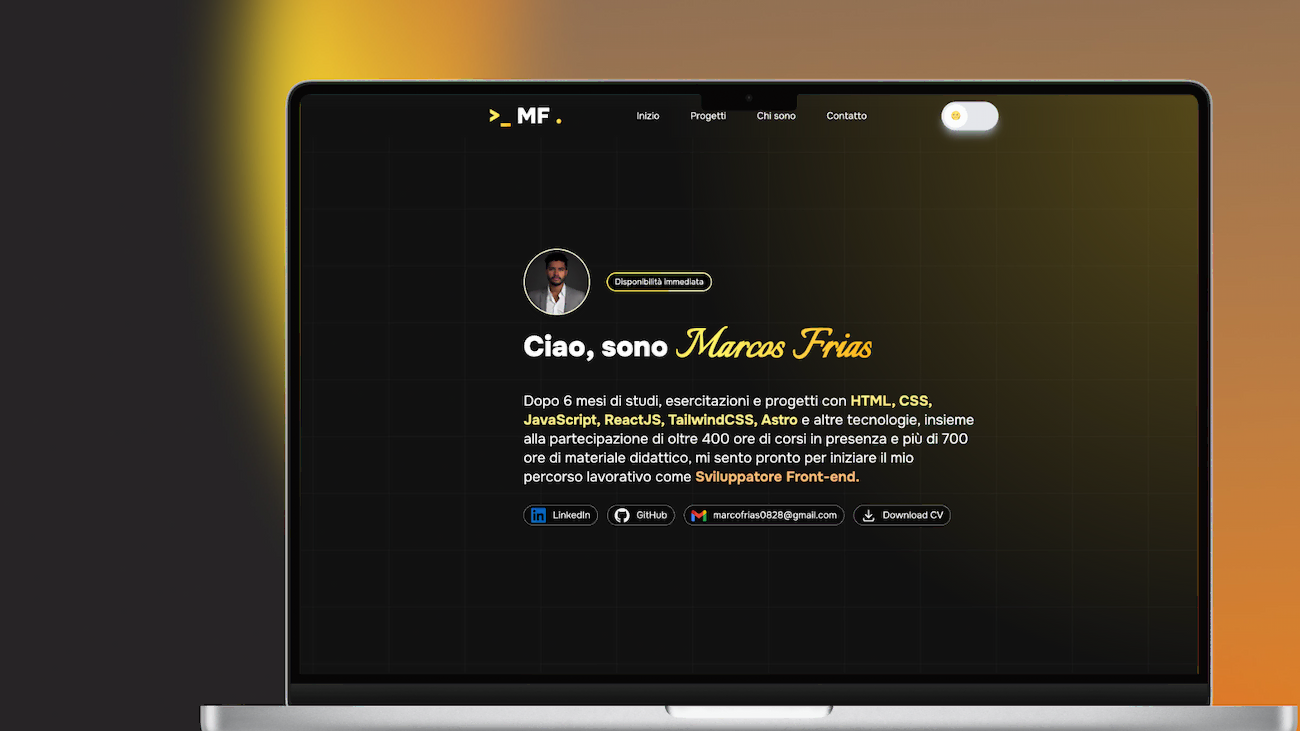 >_ MF .
Inizio Progetti Chi sono Contatto
Disponibilità immediata
Ciao, sono Marcos Frias
Dopo 6 mesi di studi, esercitazioni e progetti con HTML, CSS,
JavaScript, ReactJS, TailwindCSS, Astro e altre tecnologie, insieme
alla partecipazione di oltre 400 ore di corsi in presenza e più di 700
ore di materiale didattico, mi sento pronto per iniziare il mio
percorso lavorativo come Sviluppatore Front-end.
LinkedIn GitHub marcofrias0828@gmail.com Download CV